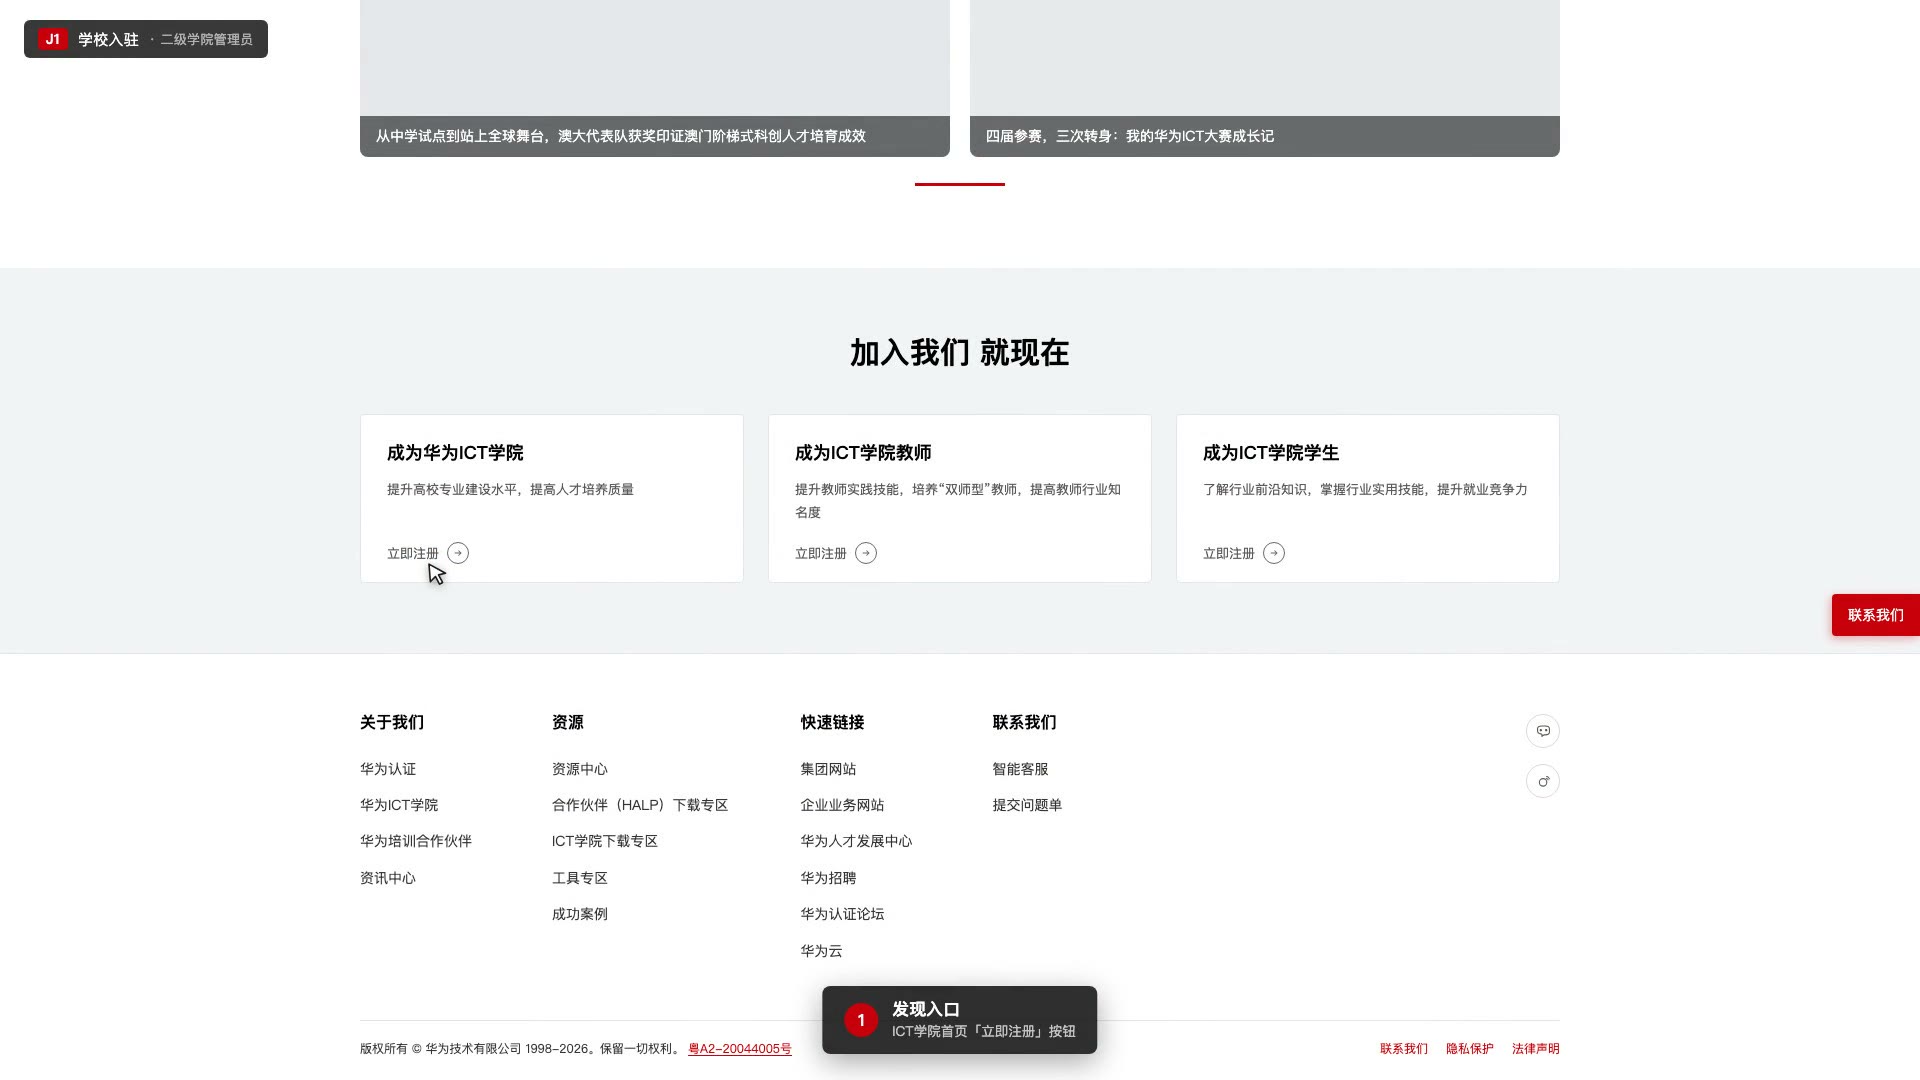 J1 学校入驻 · 二级学院管理员
从中学试点到站上全球舞台，澳大代表队获奖印证澳门阶梯式科创人才培育成效
四届参赛，三次转身：我的华为ICT大赛成长记
加入我们 就现在
成为华为ICT学院
提升高校专业建设水平，提高人才培养质量
立即注册
成为ICT学院教师
提升教师实践技能，培养“双师型”教师，提高教师行业知
名度
立即注册
成为ICT学院学生
了解行业前沿知识，掌握行业实用技能，提升就业竞争力
立即注册
联系我们
关于我们
华为认证
华为ICT学院
华为培训合作伙伴
资讯中心
资源
资源中心
合作伙伴（HALP）下载专区
ICT学院下载专区
工具专区
成功案例
快速链接
集团网站
企业业务网站
华为人才发展中心
华为招聘
华为认证论坛
华为云
联系我们
智能客服
提交问题单
1
发现入口
ICT学院首页「立即注册」按钮
版权所有 © 华为技术有限公司 1998-2026。保留一切权利。 粤A2-20044005号
联系我们 隐私保护 法律声明